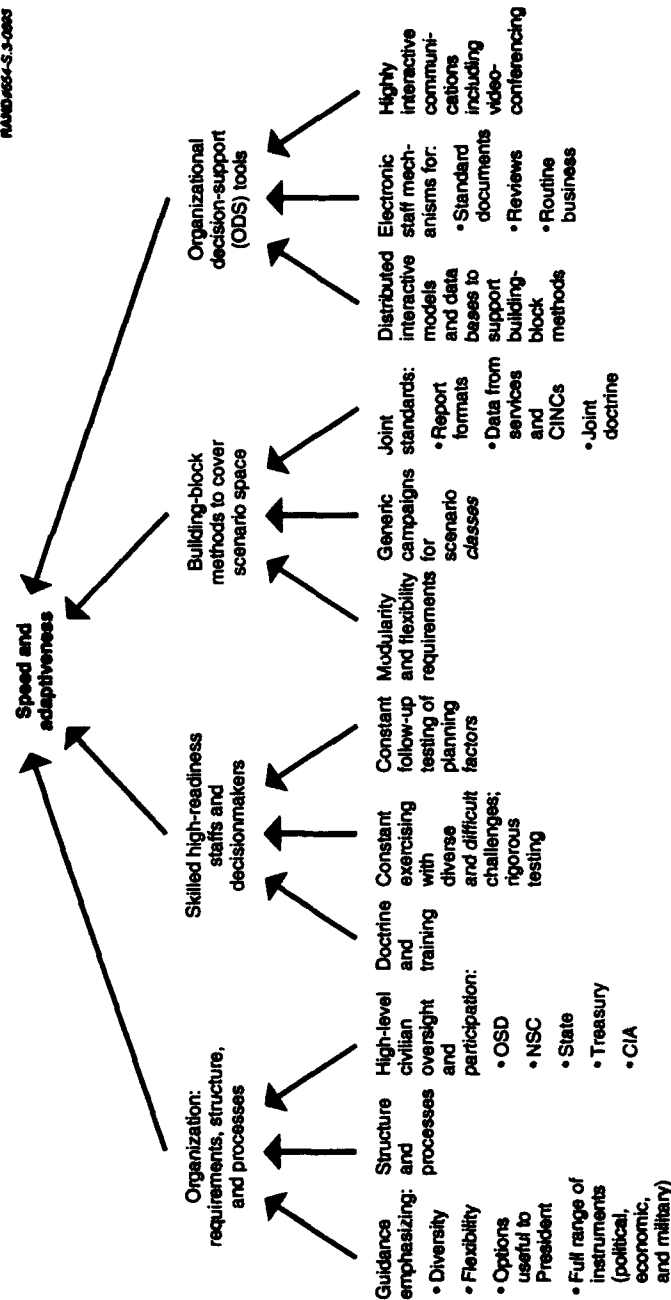 Speed and
adaptiveness
Organization:
requirements, structure,
and processes
Skilled high-readiness
staffs and
decisionmakers
Building-block
methods to cover
scenario space
Organizational
decision-support
(ODS) tools
Guidance
emphasizing:
• Diversity
• Flexibility
• Options
useful to
President
• Full range of
instruments
(political,
economic,
and military)
Structure
and
processes
High-level
civilian
oversight
and
participation:
• OSD
• NSC
• State
• Treasury
• CIA
Doctrine
and
training
Constant
exercising
with
diverse
and difficult
challenges;
rigorous
testing
Constant
follow-up
testing of
planning
factors
Modularity
and flexibility
requirements
Generic
campaigns
for
scenario
classes
Joint
standards:
• Report
formats
• Data from
services
and
CINCs
• Joint
doctrine
Distributed
interactive
models
and data
bases to
support
building-
block
methods
Electronic
staff mech-
anisms for:
• Standard
documents
• Reviews
• Routine
business
Highly
interactive
communi-
cations
including
video-
conferencing